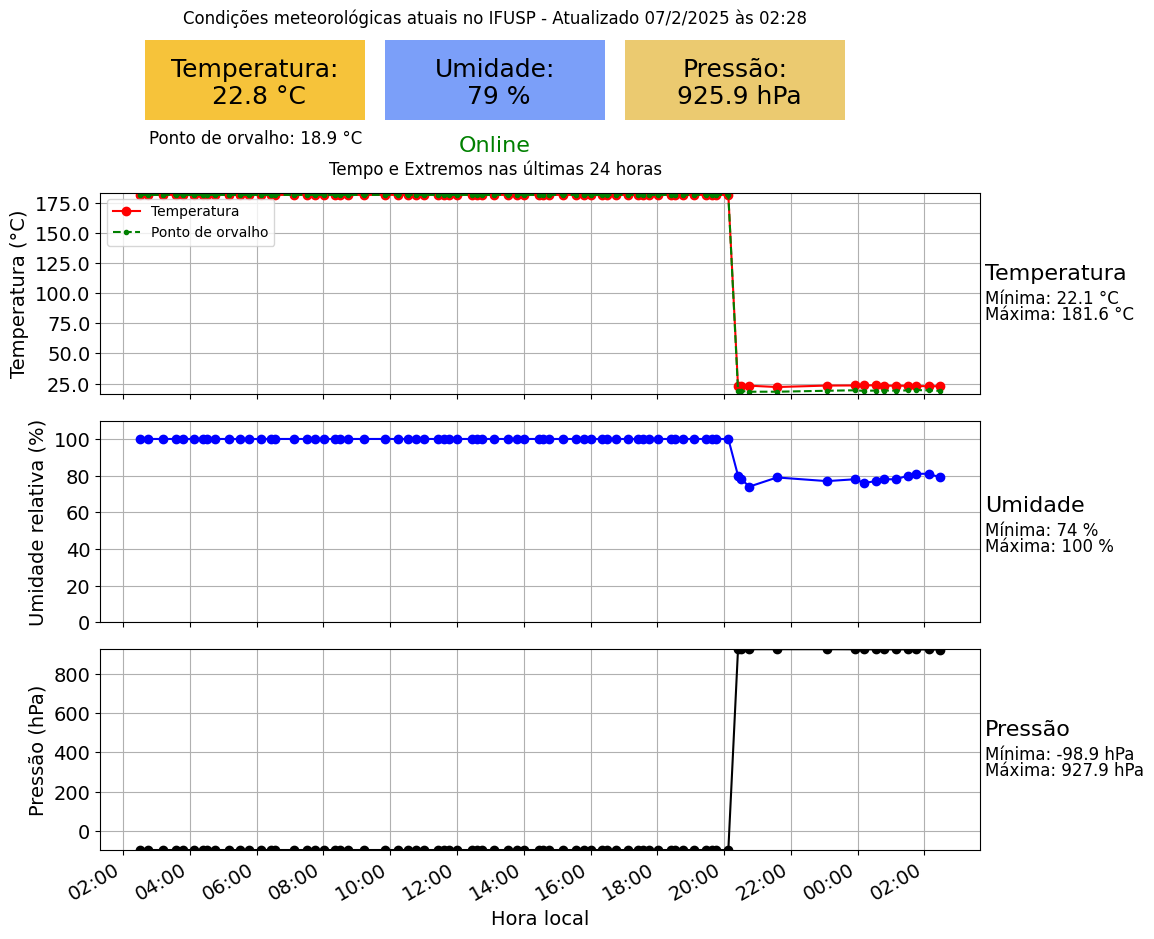 Condições meteorológicas atuais no IFUSP - Atualizado 07/2/2025 às 02:28
Temperatura:
22.8 °C
Umidade:
79 %
Pressão:
925.9 hPa
Ponto de orvalho: 18.9 °C
Online
Tempo e Extremos nas últimas 24 horas
Temperatura (°C)
175.0
150.0
125.0
100.0
75.0
50.0
25.0
Temperatura
Ponto de orvalho
Temperatura
Mínima: 22.1 °C
Máxima: 181.6 °C
Umidade relativa (%)
100
80
60
40
20
0
Umidade
Mínima: 74 %
Máxima: 100 %
Pressão (hPa)
800
600
400
200
0
Pressão
Mínima: -98.9 hPa
Máxima: 927.9 hPa
02:00 04:00 06:00 08:00 10:00 12:00 14:00 16:00 18:00 20:00 22:00 00:00 02:00
Hora local